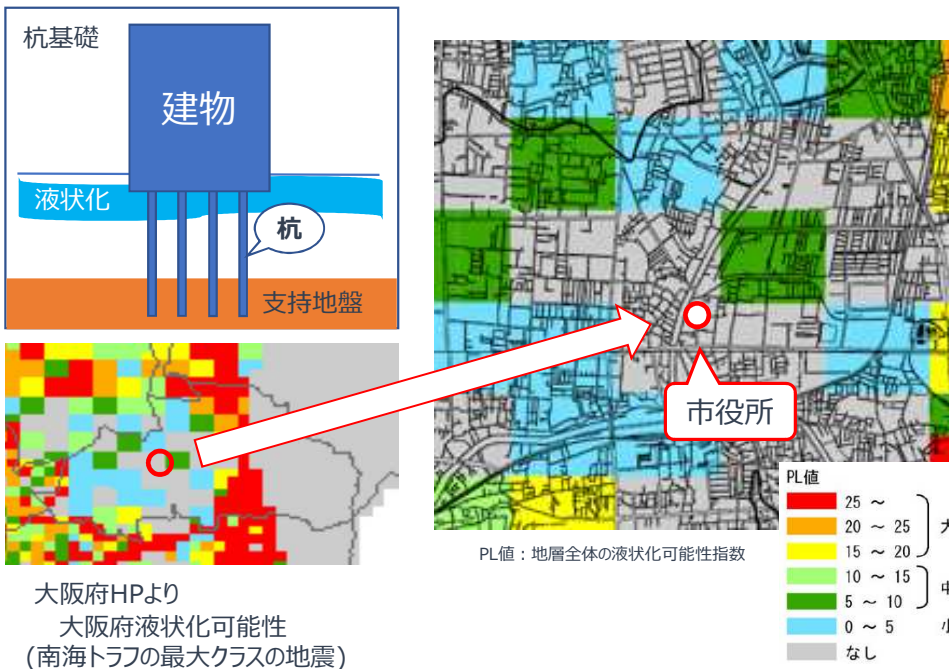 杭基礎
建物
液状化
杭
支持地盤
市役所
PL値
25 ～
20 ～ 25
大
15 ～ 20
10 ～ 15
中
5 ～ 10
0 ～ 5
小
なし
PL値：地層全体の液状化可能性指数
大阪府HPより
大阪府液状化可能性
(南海トラフの最大クラスの地震)